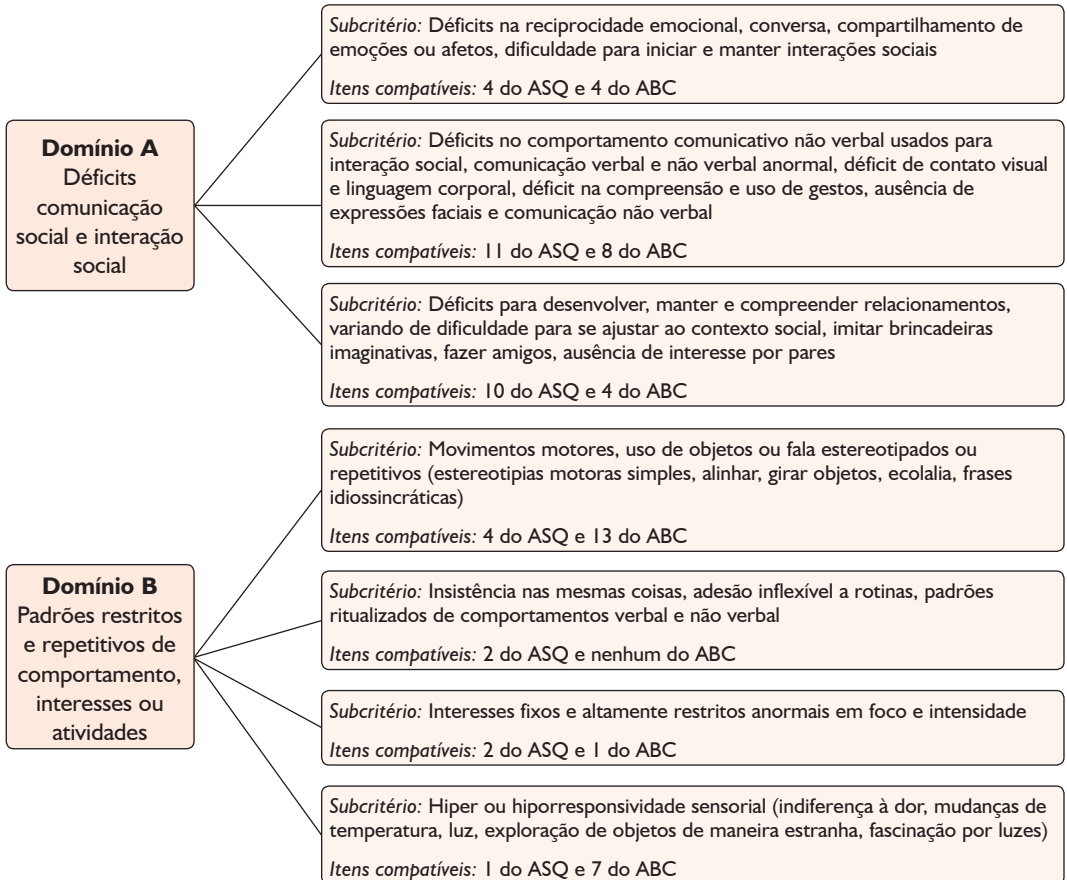 Subcritério: Déficits na reciprocidade emocional, conversa, compartilhamento de
emoções ou afetos, dificuldade para iniciar e manter interações sociais
Itens compatíveis: 4 do ASQ e 4 do ABC
Domínio A
Déficits
comunicação
social e interação
social
Subcritério: Déficits no comportamento comunicativo não verbal usados para
interação social, comunicação verbal e não verbal anormal, déficit de contato visual
e linguagem corporal, déficit na compreensão e uso de gestos, ausência de
expressões faciais e comunicação não verbal
Itens compatíveis: 11 do ASQ e 8 do ABC
Subcritério: Déficits para desenvolver, manter e compreender relacionamentos,
variando de dificuldade para se ajustar ao contexto social, imitar brincadeiras
imaginativas, fazer amigos, ausência de interesse por pares
Itens compatíveis: 10 do ASQ e 4 do ABC
Subcritério: Movimentos motores, uso de objetos ou fala estereotipados ou
repetitivos (estereotipias motoras simples, alinhar, girar objetos, ecolalia, frases
idiossincráticas)
Itens compatíveis: 4 do ASQ e 13 do ABC
Domínio B
Padrões restritos
e repetitivos de
comportamento,
interesses ou
atividades
Subcritério: Insistência nas mesmas coisas, adesão inflexível a rotinas, padrões
ritualizados de comportamentos verbal e não verbal
Itens compatíveis: 2 do ASQ e nenhum do ABC
Subcritério: Interesses fixos e altamente restritos anormais em foco e intensidade
Itens compatíveis: 2 do ASQ e 1 do ABC
Subcritério: Hiper ou hiporresponsividade sensorial (indiferença à dor, mudanças de
temperatura, luz, exploração de objetos de maneira estranha, fascinação por luzes)
Itens compatíveis: 1 do ASQ e 7 do ABC